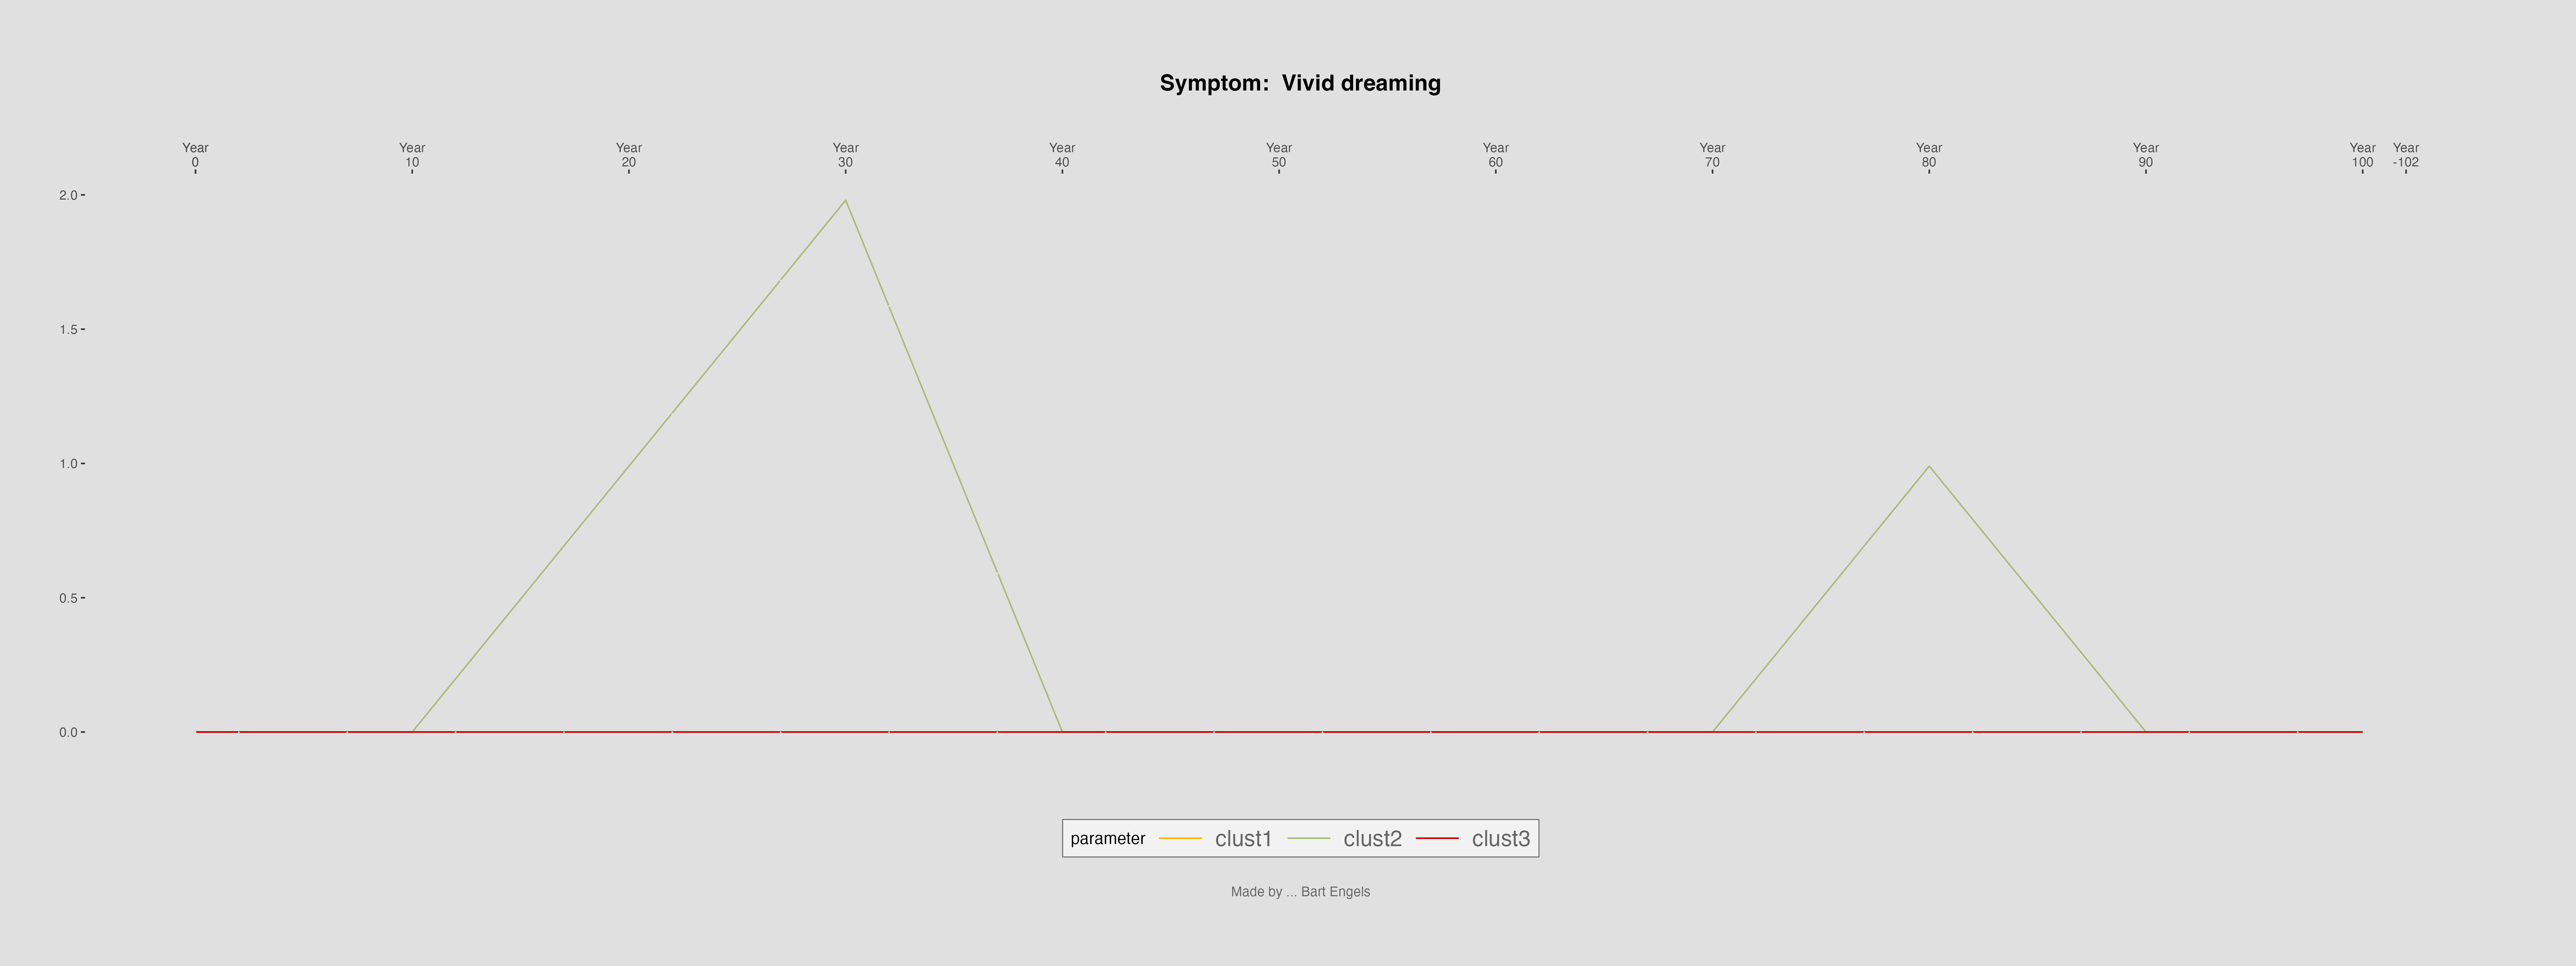 Symptom:  Vivid dreaming
Year Year Year Year Year Year Year Year Year Year Year Year
0 10 20 30 40 50 60 70 80 90 100 -102
2.0
1.5
1.0
0.5
0.0
parameter clust1 clust2 clust3
Made by ... Bart Engels